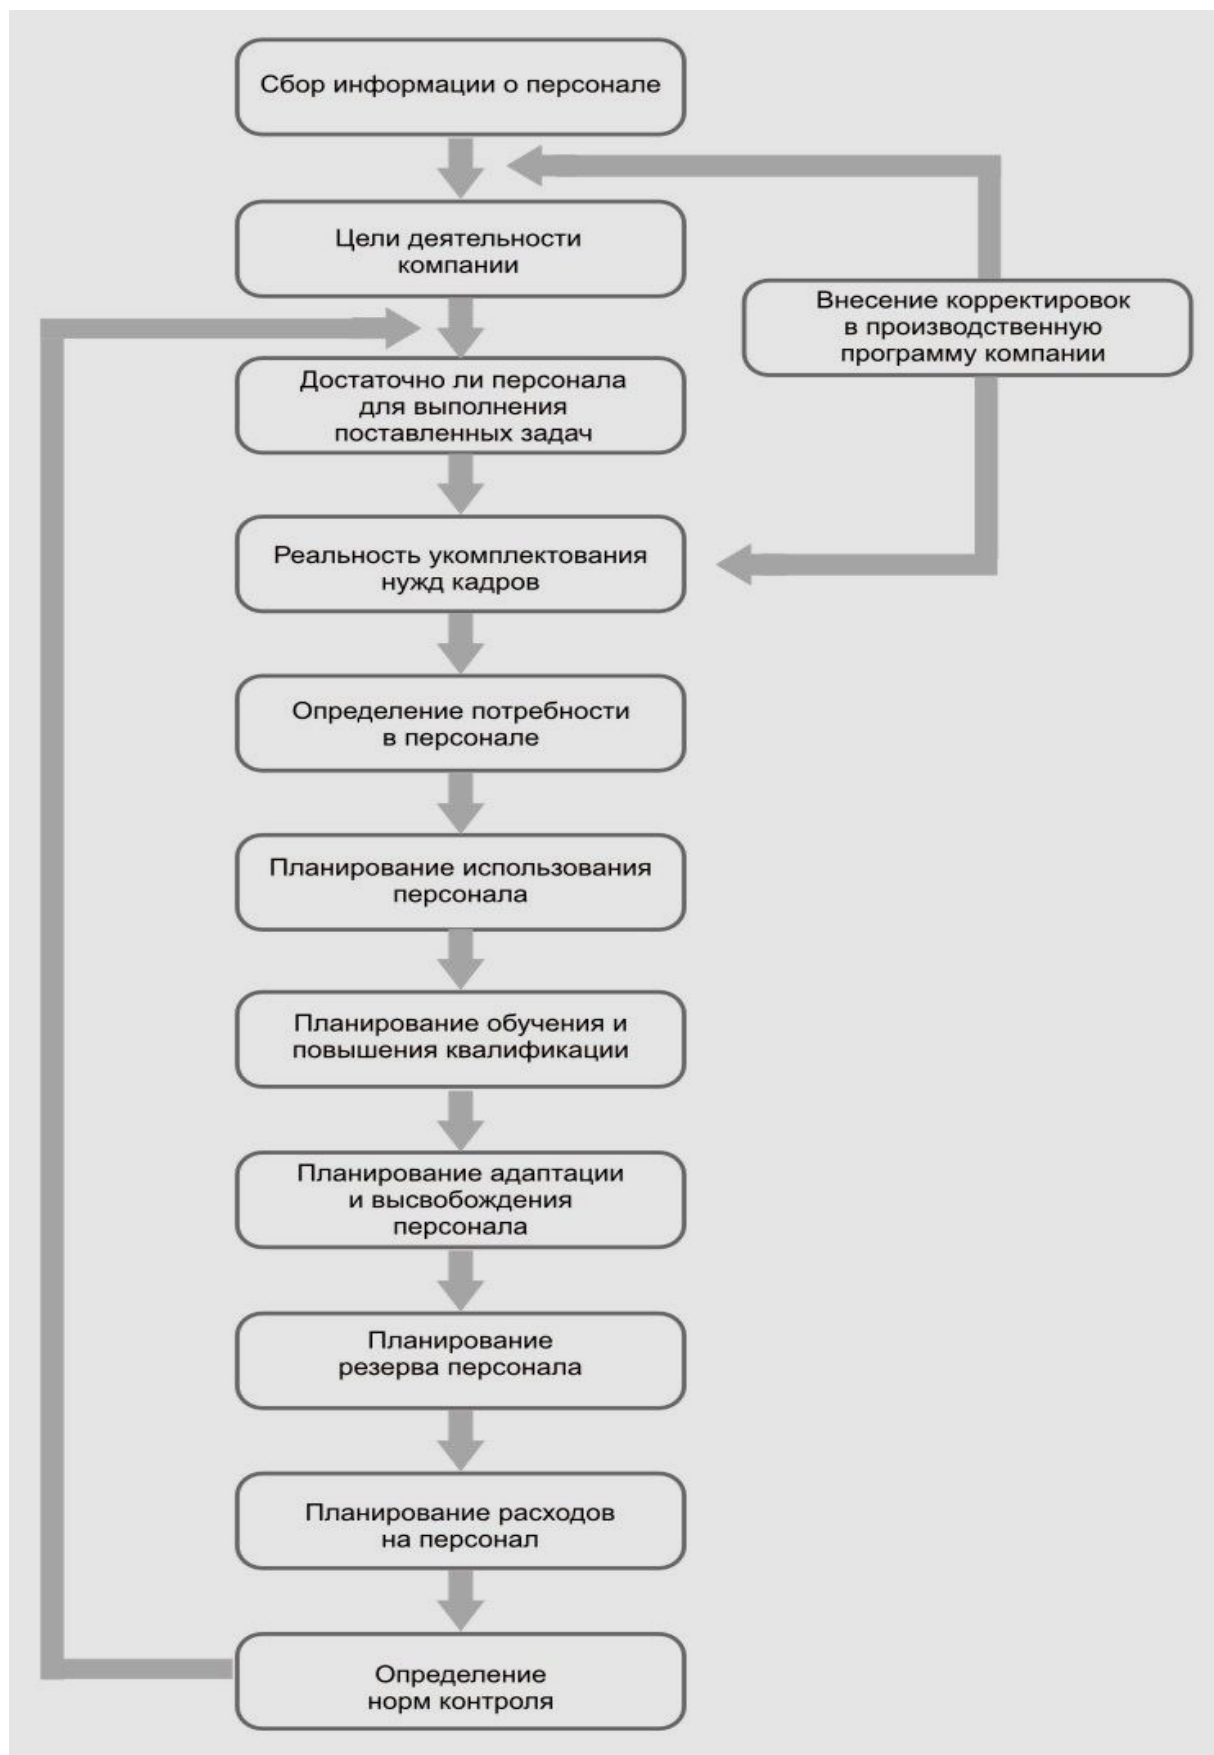 Сбор информации о персонале
Цели деятельности
компании
Внесение корректировок
в производственную
программу компании
Достаточно ли персонала
для выполнения
поставленных задач
Реальность укомплектования
нужд кадров
Определение потребности
в персонале
Планирование использования
персонала
Планирование обучения и
повышения квалификации
Планирование адаптации
и высвобождения
персонала
Планирование
резерва персонала
Планирование расходов
на персонал
Определение
норм контроля